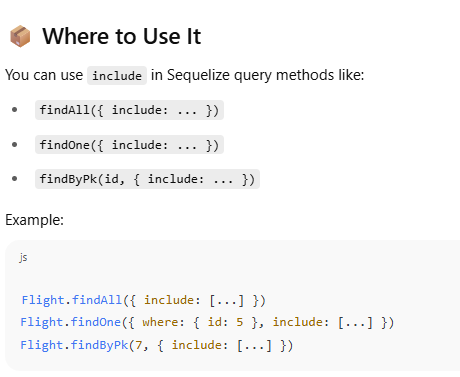 📦 Where to Use It
You can use include in Sequelize query methods like:
• findAll({ include: ... })
• findOne({ include: ... })
• findByPk(id, { include: ... })
Example:
js
Flight.findAll({ include: [...] })
Flight.findOne({ where: { id: 5 }, include: [...] })
Flight.findByPk(7, { include: [...] })